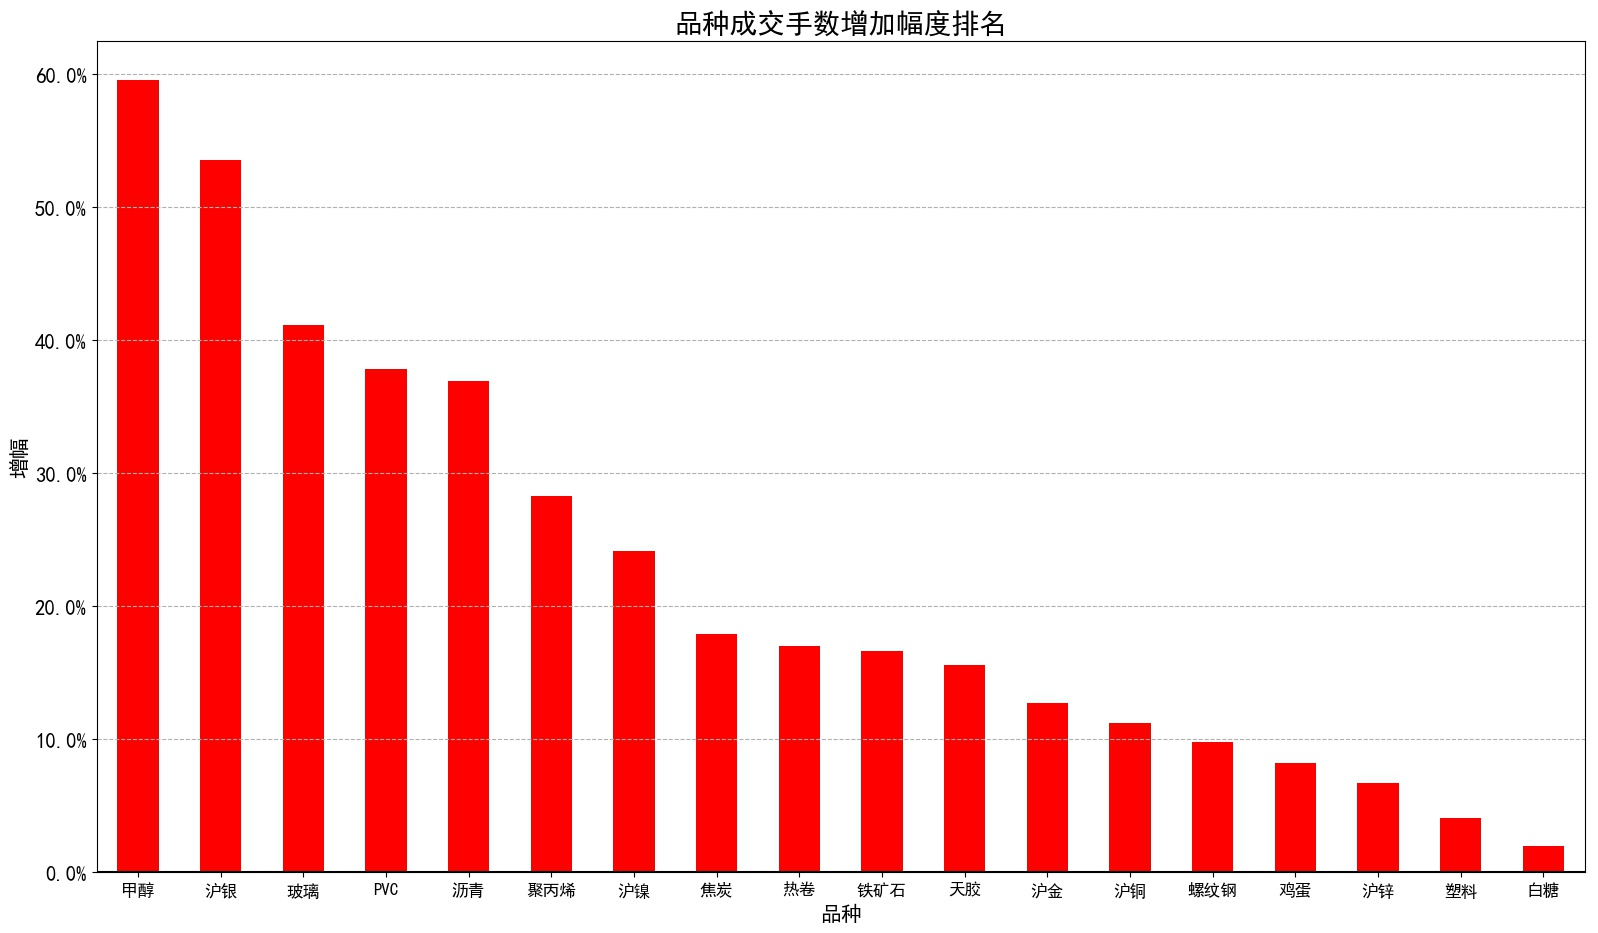 品种成交手数增加幅度排名
增幅
60.0%
50.0%
40.0%
30.0%
20.0%
10.0%
0.0%
甲醇 沪银 玻璃 PVC 沥青 聚丙烯 沪镍 焦炭 热卷 铁矿石 天胶 沪金 沪铜 螺纹钢 鸡蛋 沪锌 塑料 白糖
品种